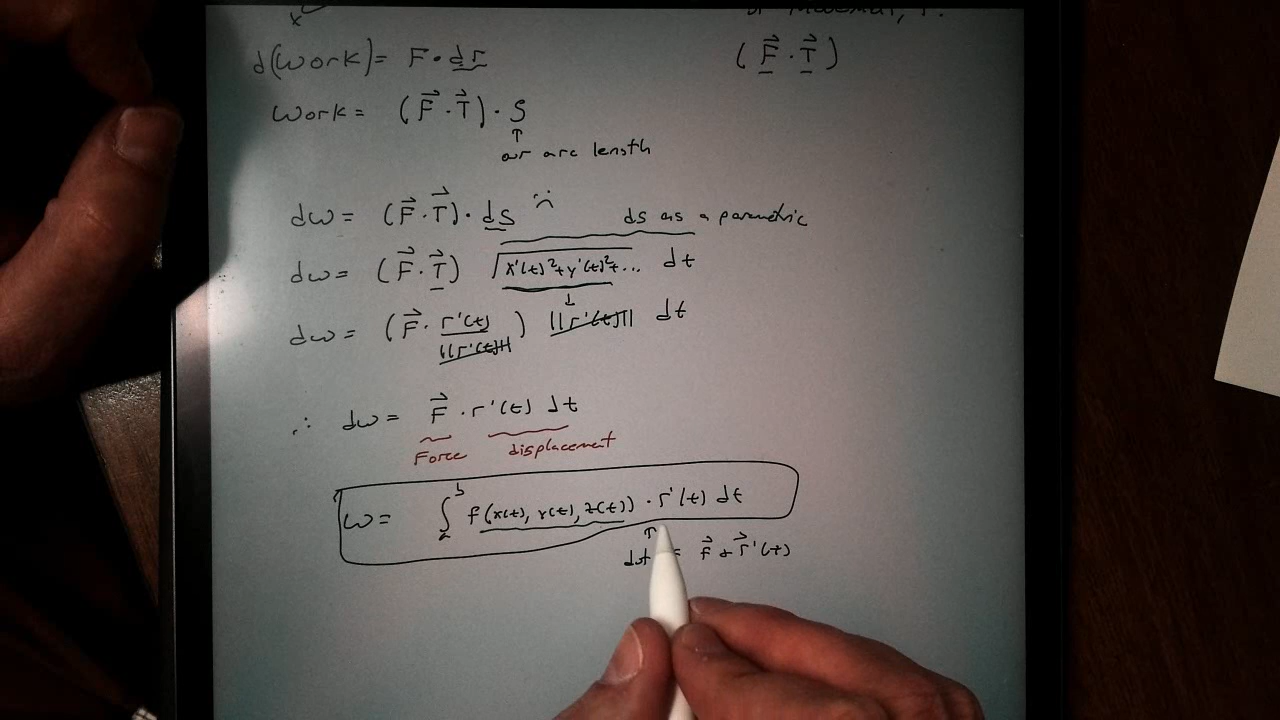 x
d(work) = F • dr
(F⃗ · T⃗)
Work = (F⃗ · T⃗) · S
↑
arc length
dw = (F⃗ · T⃗) · ds ds as a parametric
dw = (F⃗ · T⃗) √x'(t)²+y'(t)²+... dt
↓
dw = (F⃗ · r'(t) / ||r'(t)||) ||r'(t)|| dt
∴ dw = F⃗ · r'(t) dt
Force displacement
w = ∫ₐᵇ f(x(t), y(t), z(t)) · r'(t) dt
↑
= F⃗ + r⃗'(t)